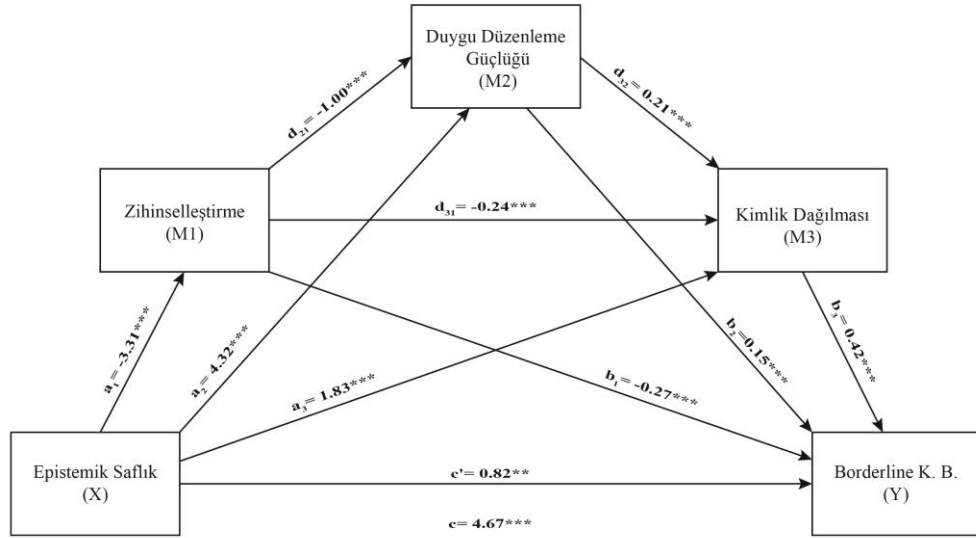 Duygu Düzenleme
Güçlüğü
(M2)
d21= -1.00***
d32= 0.21***
Zihinselleştirme
(M1)
d31= -0.24***
Kimlik Dağılması
(M3)
a1= -3.31***
a2= 4.32***
a3= 1.83***
b1= -0.27***
b2=0.15***
b3= 0.42***
Epistemik Saflık
(X)
c'= 0.82**
c= 4.67***
Borderline K. B.
(Y)